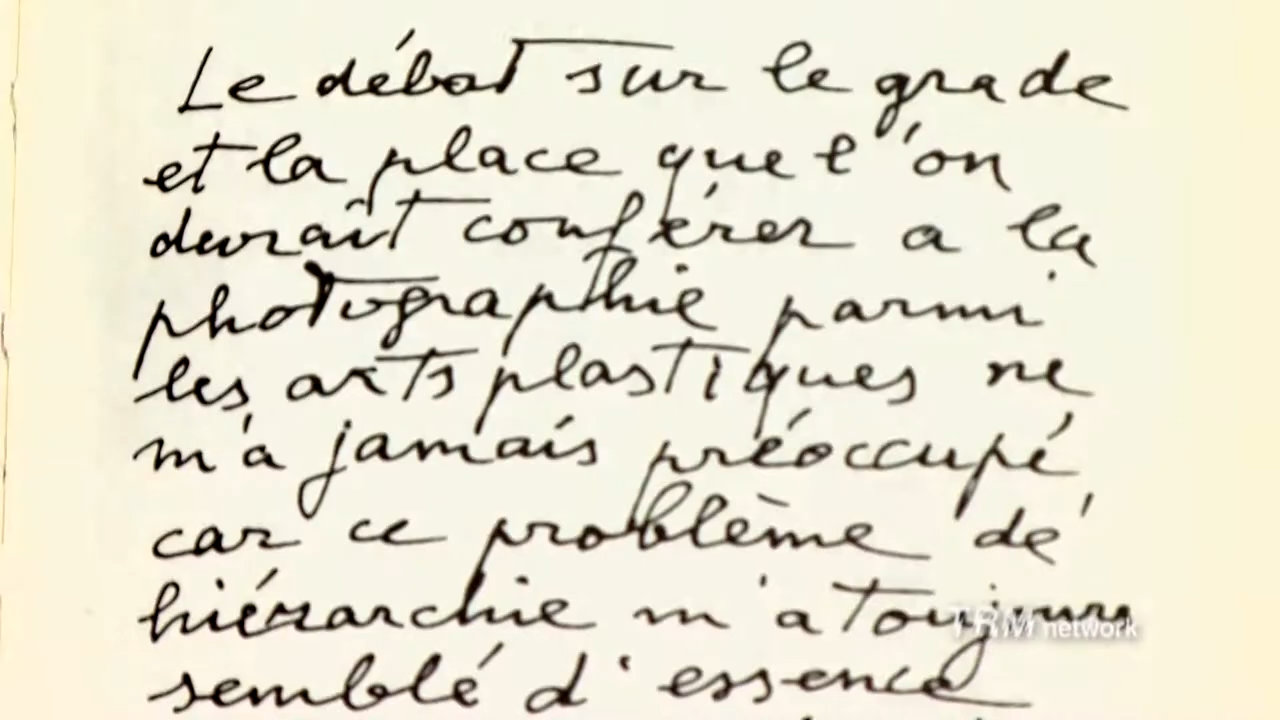 Le débat sur le grade
et la place que l'on
devrait conférer a la
photographie parmi
les arts plastiques ne
m'a jamais préoccupé,
car ce problème de
hiérarchie m'a toujours
semblé d'essence
TRM network